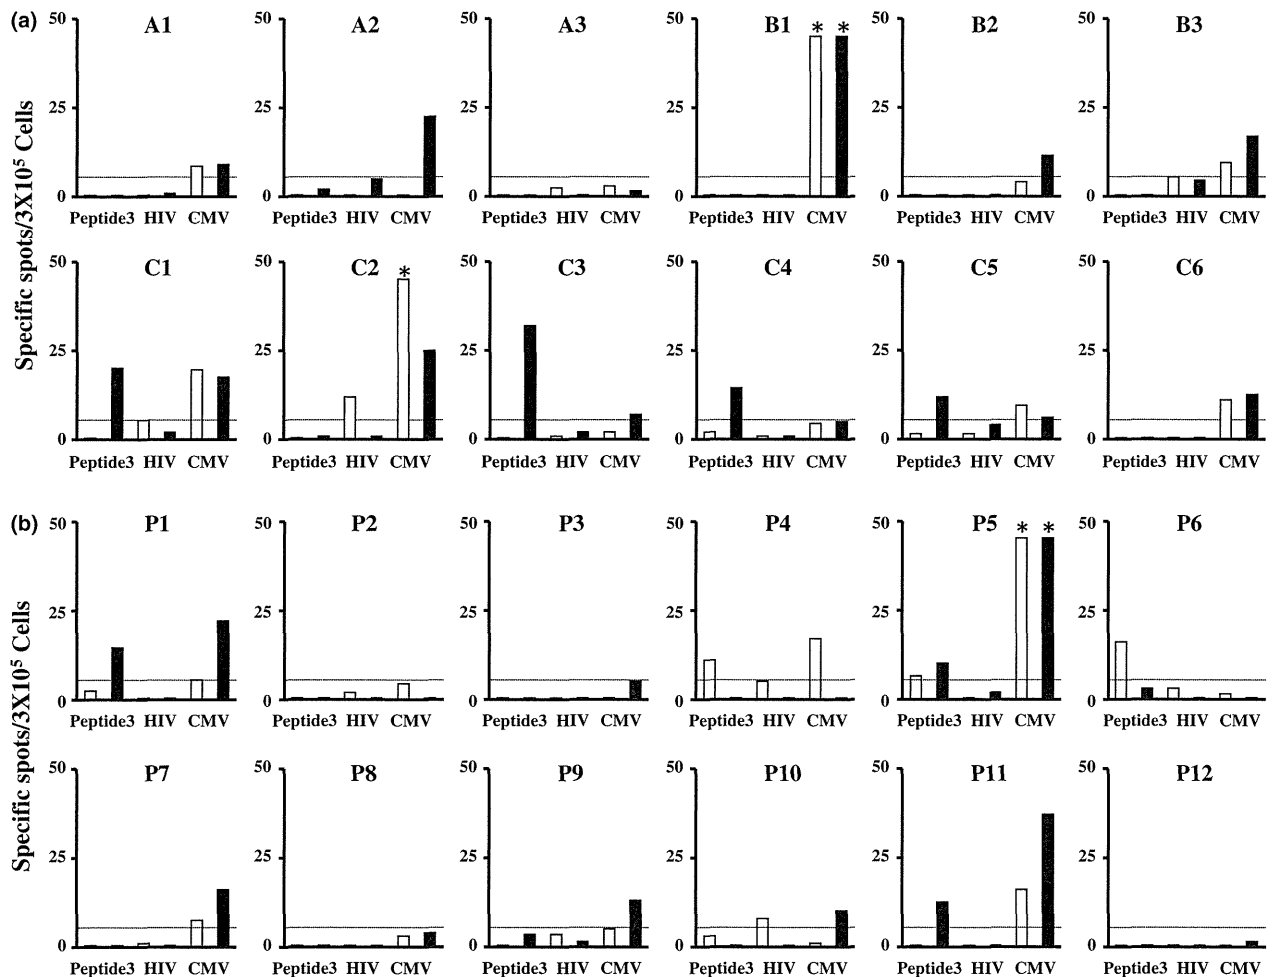 (a)
Specific spots/3X10⁵ Cells
A1
A2
A3
B1
B2
B3
* *
50 50 50 50 50 50
25 25 25 25 25 25
0 0 0 0 0 0
Peptide3 HIV CMV Peptide3 HIV CMV Peptide3 HIV CMV Peptide3 HIV CMV Peptide3 HIV CMV Peptide3 HIV CMV
C1
C2
C3
C4
C5
C6
*
50 50 50 50 50 50
25 25 25 25 25 25
0 0 0 0 0 0
Peptide3 HIV CMV Peptide3 HIV CMV Peptide3 HIV CMV Peptide3 HIV CMV Peptide3 HIV CMV Peptide3 HIV CMV
(b)
Specific spots/3X10⁵ Cells
P1
P2
P3
P4
P5
P6
* *
50 50 50 50 50 50
25 25 25 25 25 25
0 0 0 0 0 0
Peptide3 HIV CMV Peptide3 HIV CMV Peptide3 HIV CMV Peptide3 HIV CMV Peptide3 HIV CMV Peptide3 HIV CMV
P7
P8
P9
P10
P11
P12
50 50 50 50 50 50
25 25 25 25 25 25
0 0 0 0 0 0
Peptide3 HIV CMV Peptide3 HIV CMV Peptide3 HIV CMV Peptide3 HIV CMV Peptide3 HIV CMV Peptide3 HIV CMV